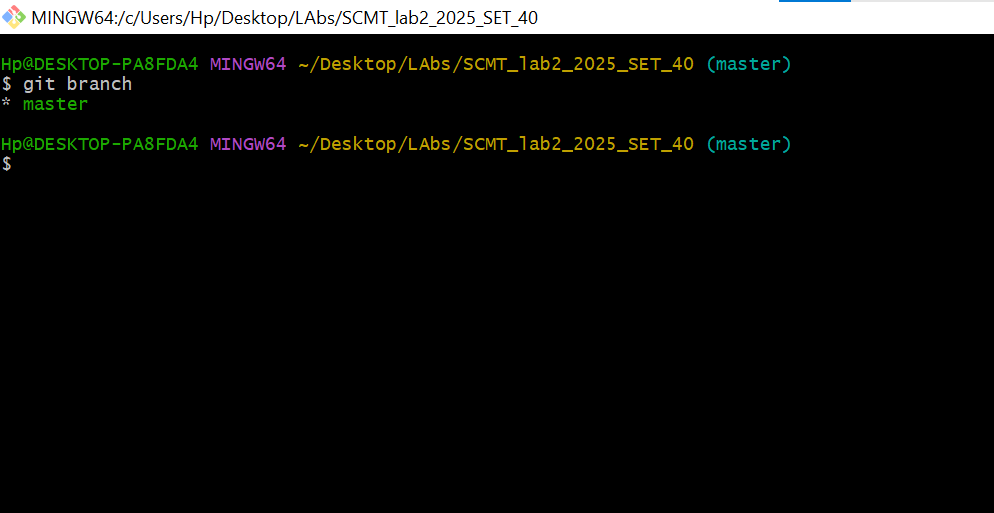 MINGW64:/c/Users/Hp/Desktop/LAbs/SCMT_lab2_2025_SET_40
Hp@DESKTOP-PA8FDA4 MINGW64 ~/Desktop/LAbs/SCMT_lab2_2025_SET_40 (master)
$ git branch
* master
Hp@DESKTOP-PA8FDA4 MINGW64 ~/Desktop/LAbs/SCMT_lab2_2025_SET_40 (master)
$